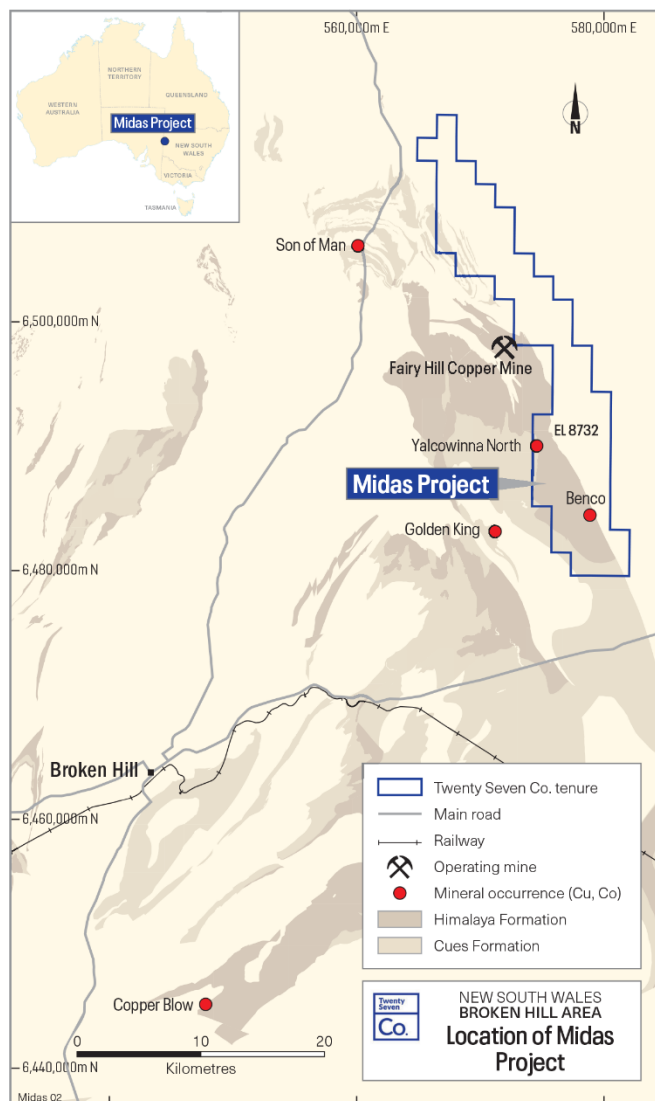 560,000m E
580,000m E
NORTHERN
TERRITORY
QUEENSLAND
WESTERN
AUSTRALIA
Midas Project
NEW SOUTH
WALES
VICTORIA
TASMANIA
N
Son of Man
6,500,000m N
Fairy Hill Copper Mine
EL 8732
Yalcowinna North
Midas Project
Benco
Golden King
6,480,000m N
Broken Hill
6,460,000m N
Twenty Seven Co. tenure
Main road
Railway
Operating mine
Mineral occurrence (Cu, Co)
Himalaya Formation
Cues Formation
Copper Blow
0
10
20
Kilometres
6,440,000m N
Midas 02
Twenty
Seven
Co.
NEW SOUTH WALES
BROKEN HILL AREA
Location of Midas
Project